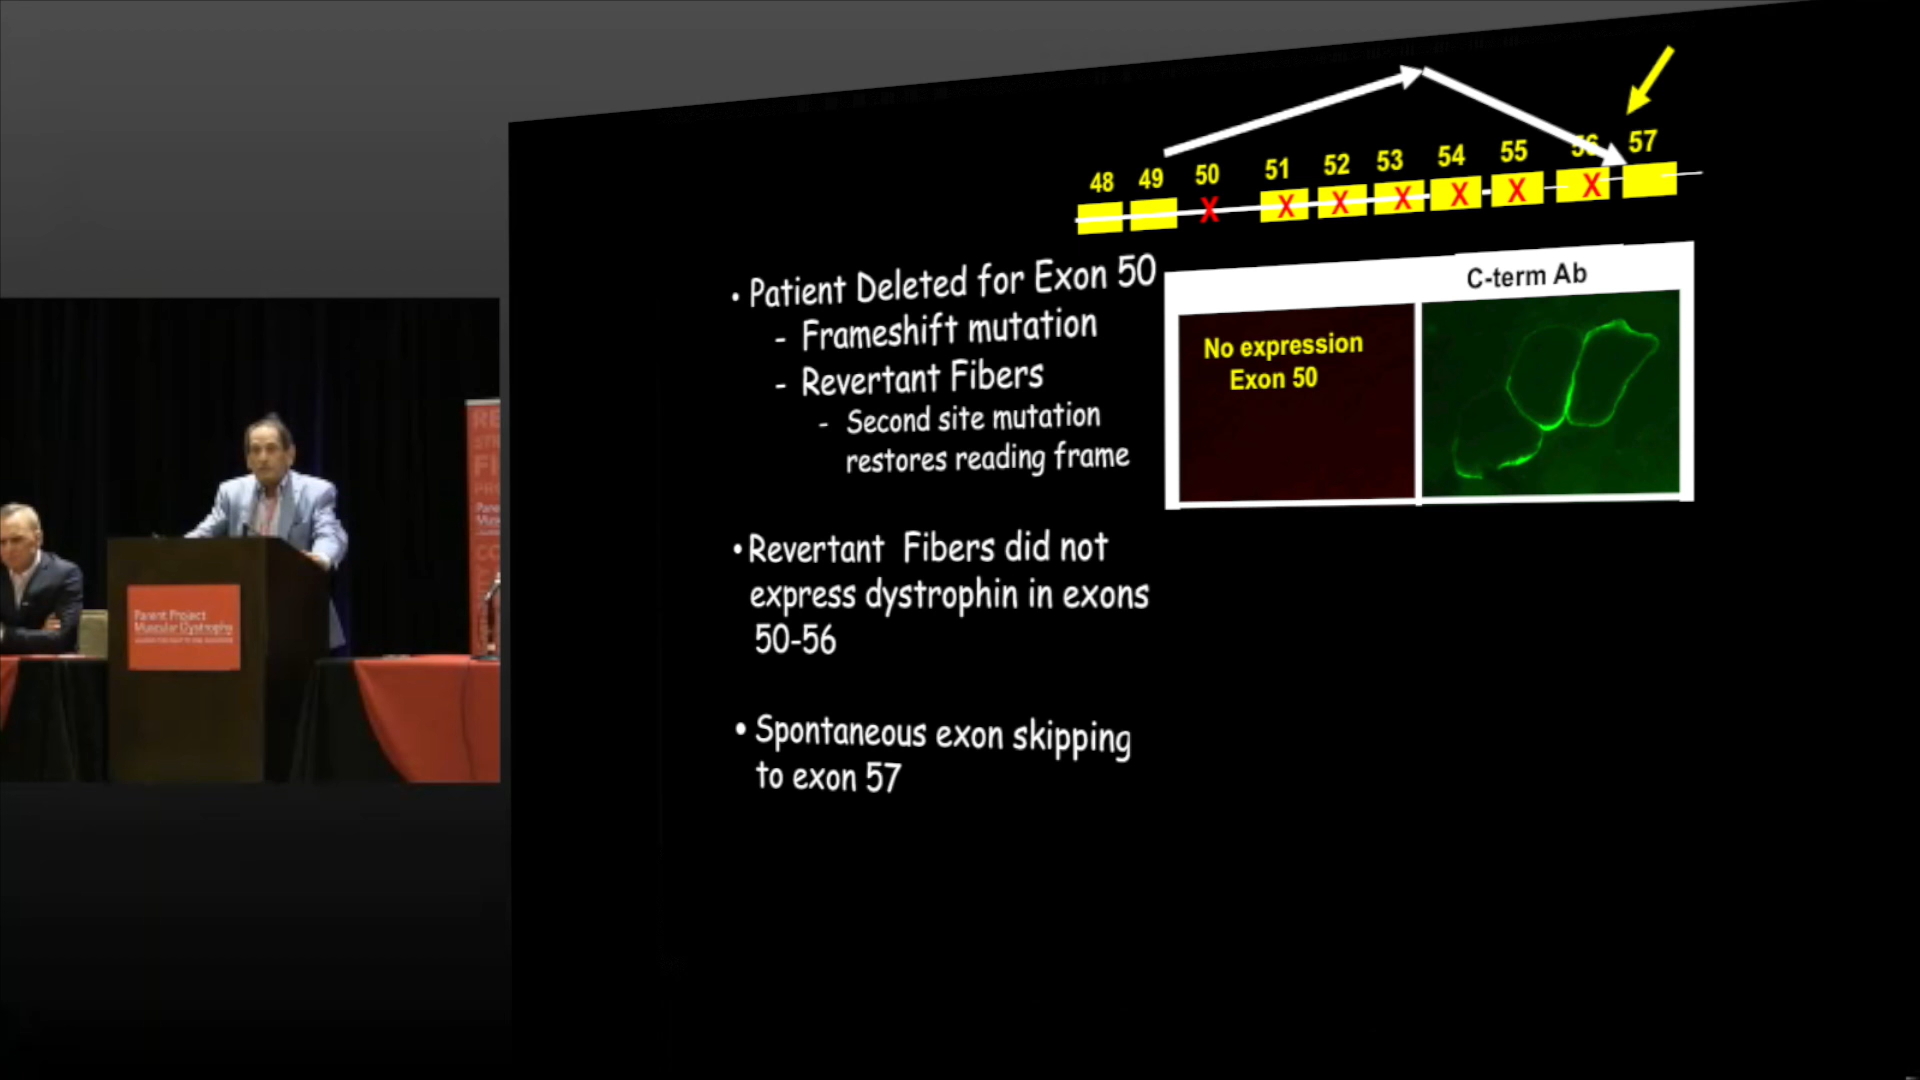 48 49 50 51 52 53 54 55 56 57
X X X X X X X
• Patient Deleted for Exon 50
- Frameshift mutation
- Revertant Fibers
- Second site mutation
restores reading frame
C-term Ab
No expression
Exon 50
• Revertant Fibers did not
express dystrophin in exons
50-56
• Spontaneous exon skipping
to exon 57
Parent Project
Muscular Dystrophy